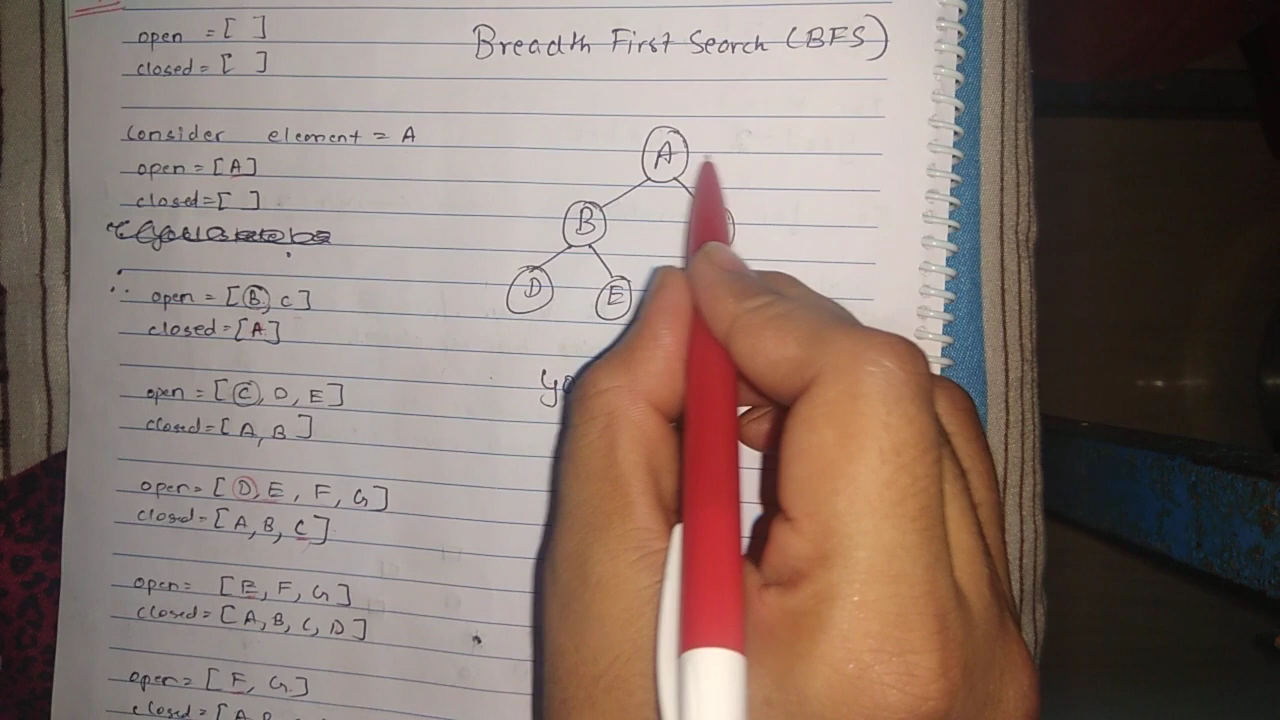 open = [ ]
closed = [ ]
Breadth First Search (BFS)
Consider element = A
open = [A]
closed = [ ]
∴ open = [B, C]
closed = [A]
open = [C, D, E]
closed = [A, B]
open = [D, E, F, G]
closed = [A, B, C]
open = [E, F, G]
closed = [A, B, C, D]
open = [F, G]
closed = [A, B
A
B
D
E